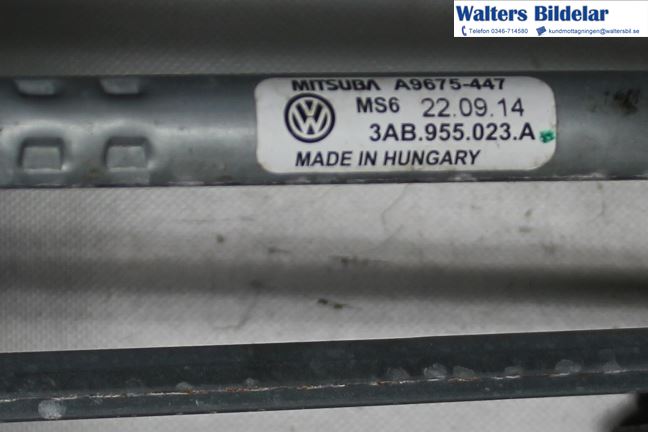 Walters Bildelar
Telefon 0346-714580 kundmottagningen@waltersbil.se
MITSUBA A9675-447
MS6 22.09.14
3AB.955.023.A
MADE IN HUNGARY